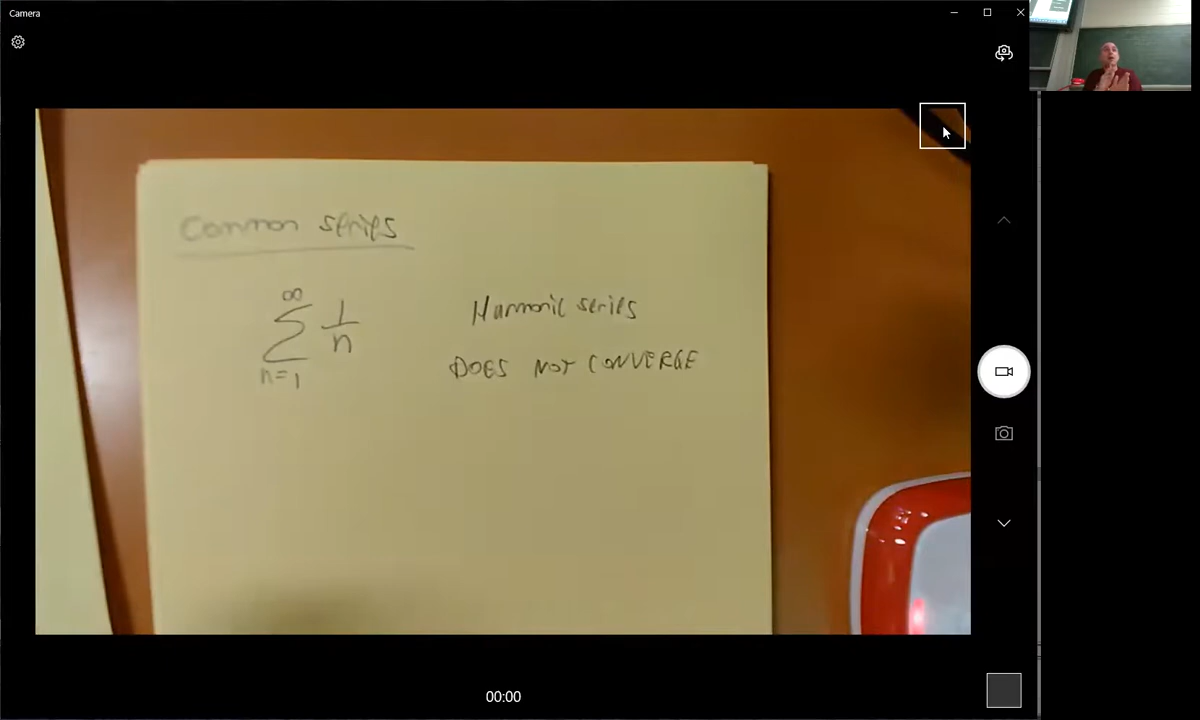 Camera
Common series
∞
∑ 1/n
n=1
Harmonic series
DOES NOT CONVERGE
00:00